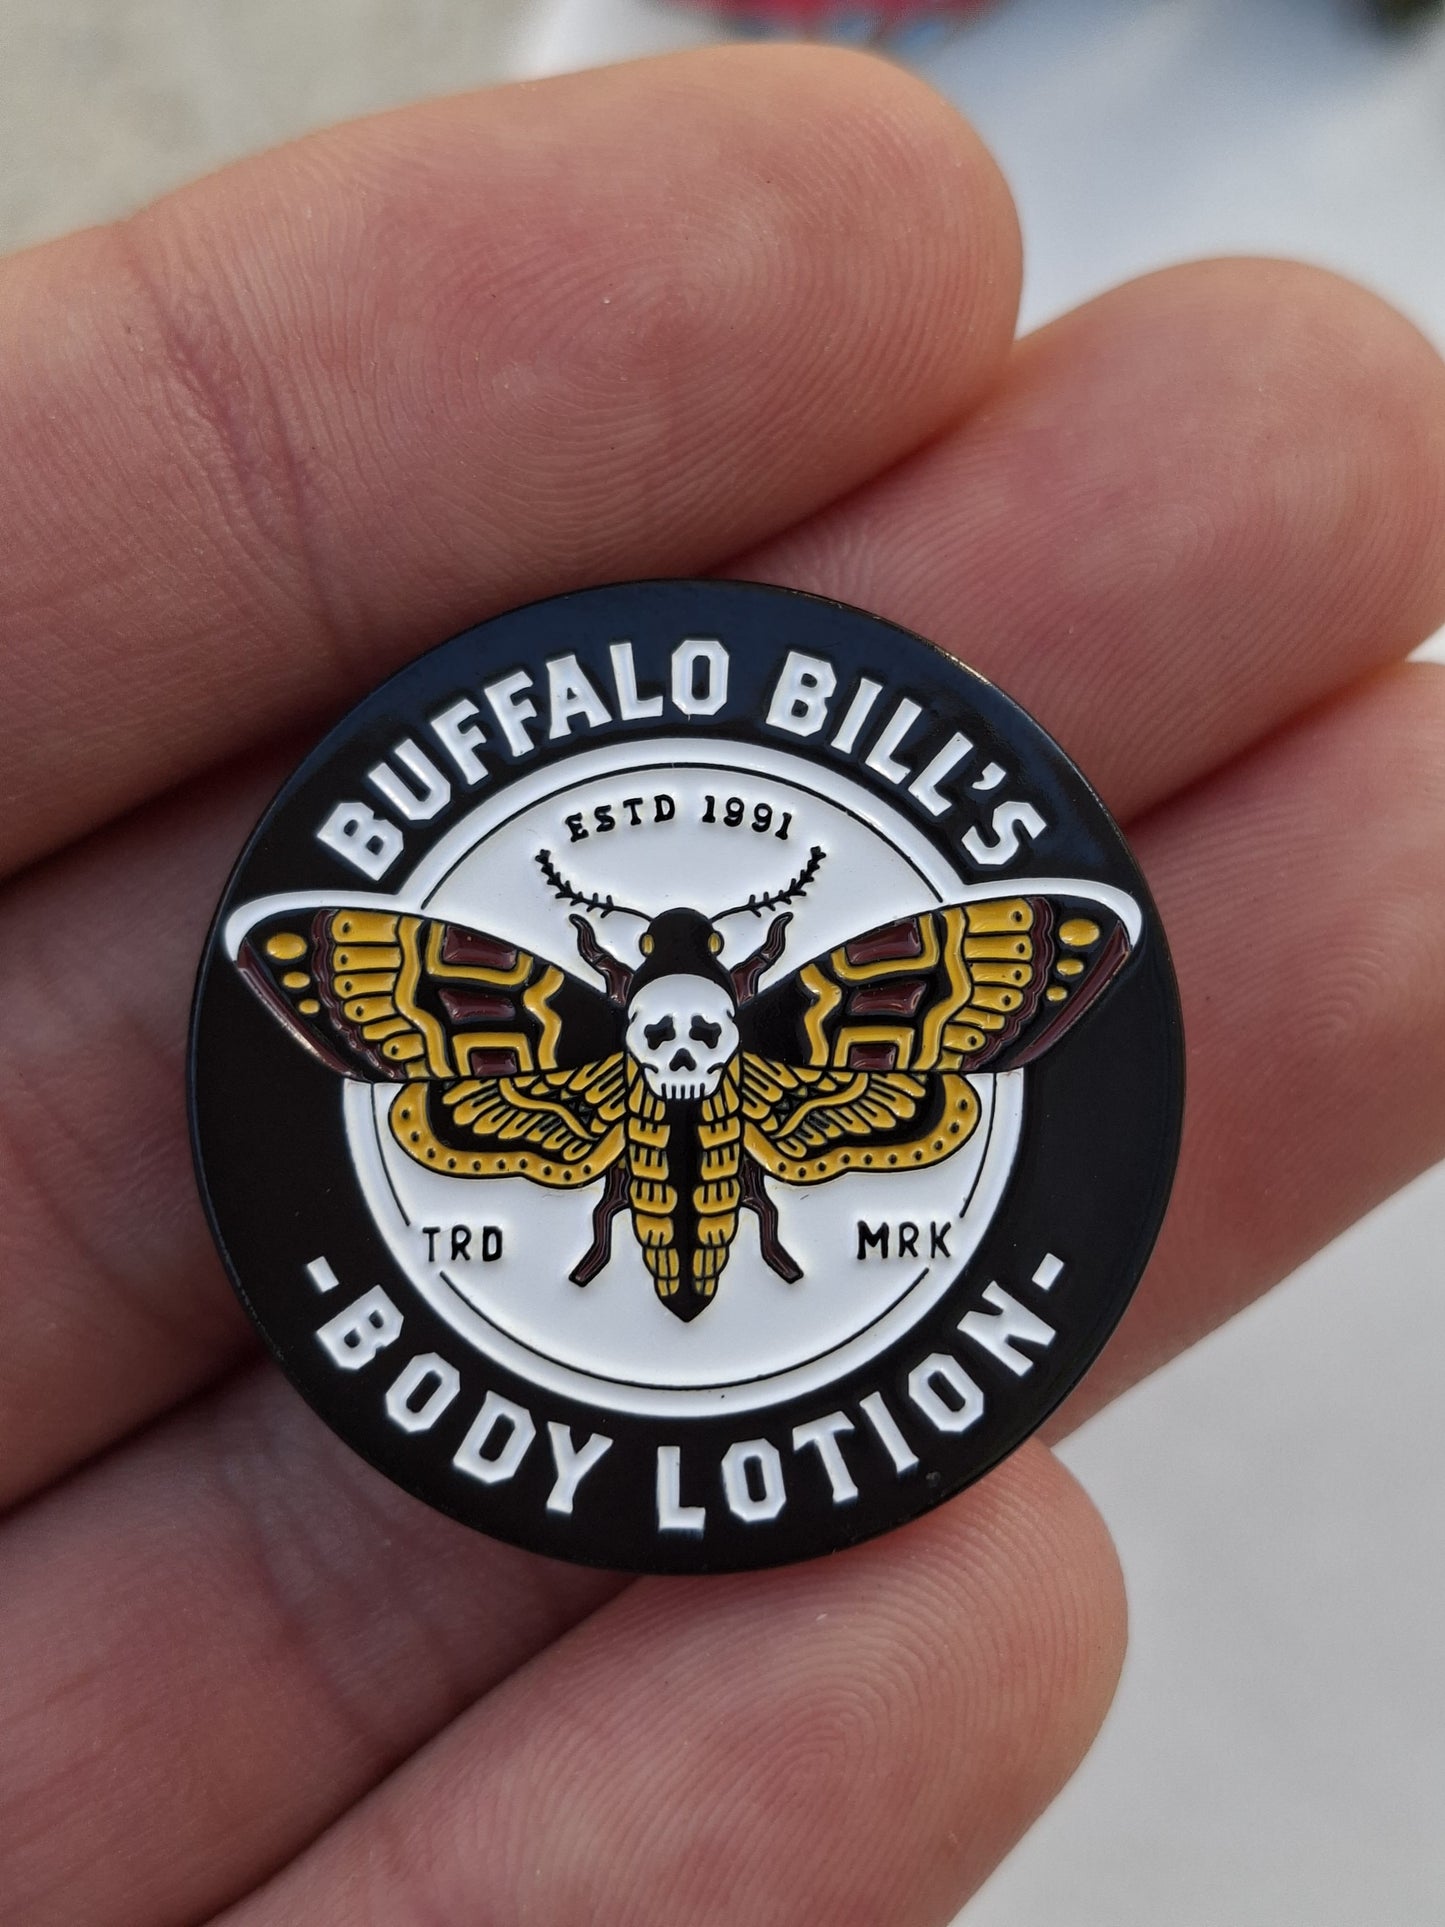 BUFFALO BILL'S
ESTD 1991
TRD MRK
-BODY LOTION-